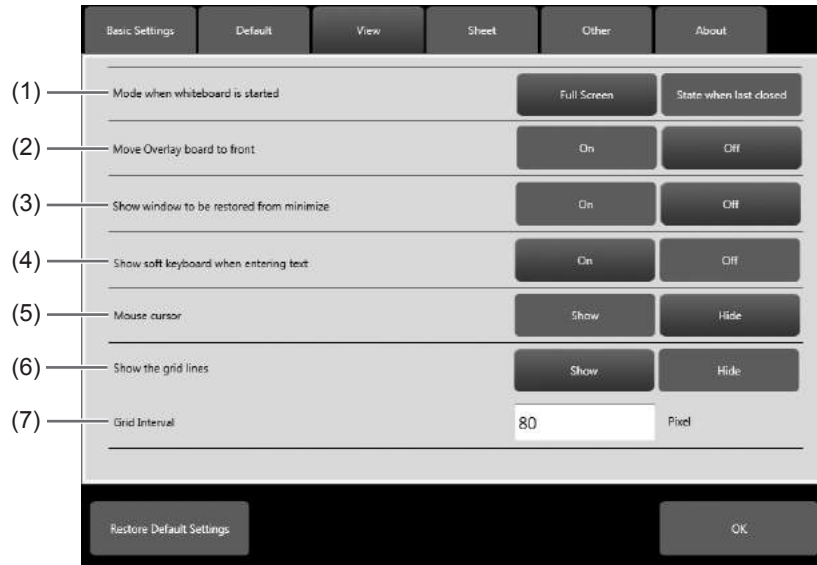 Basic Settings Default View Sheet Other About
(1) Mode when whiteboard is started Full Screen State when last closed
(2) Move Overlay board to front On Off
(3) Show window to be restored from minimize On Off
(4) Show soft keyboard when entering text On Off
(5) Mouse cursor Show Hide
(6) Show the grid lines Show Hide
(7) Grid Interval 80 Pixel
Restore Default Settings OK